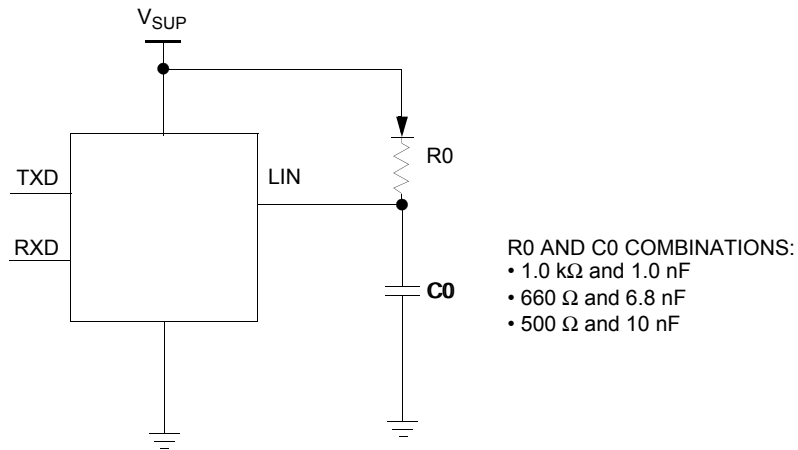 VSUP
R0
TXD
LIN
RXD
C0
R0 AND C0 COMBINATIONS:
• 1.0 kΩ and 1.0 nF
• 660 Ω and 6.8 nF
• 500 Ω and 10 nF